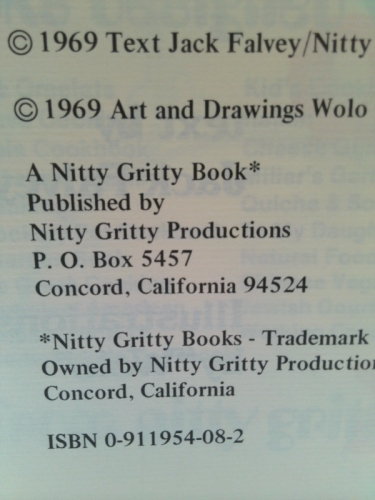 © 1969 Text Jack Falvey/Nitty
© 1969 Art and Drawings Wolo
A Nitty Gritty Book*
Published by
Nitty Gritty Productions
P. O. Box 5457
Concord, California 94524
*Nitty Gritty Books - Trademark
Owned by Nitty Gritty Production
Concord, California
ISBN 0-911954-08-2